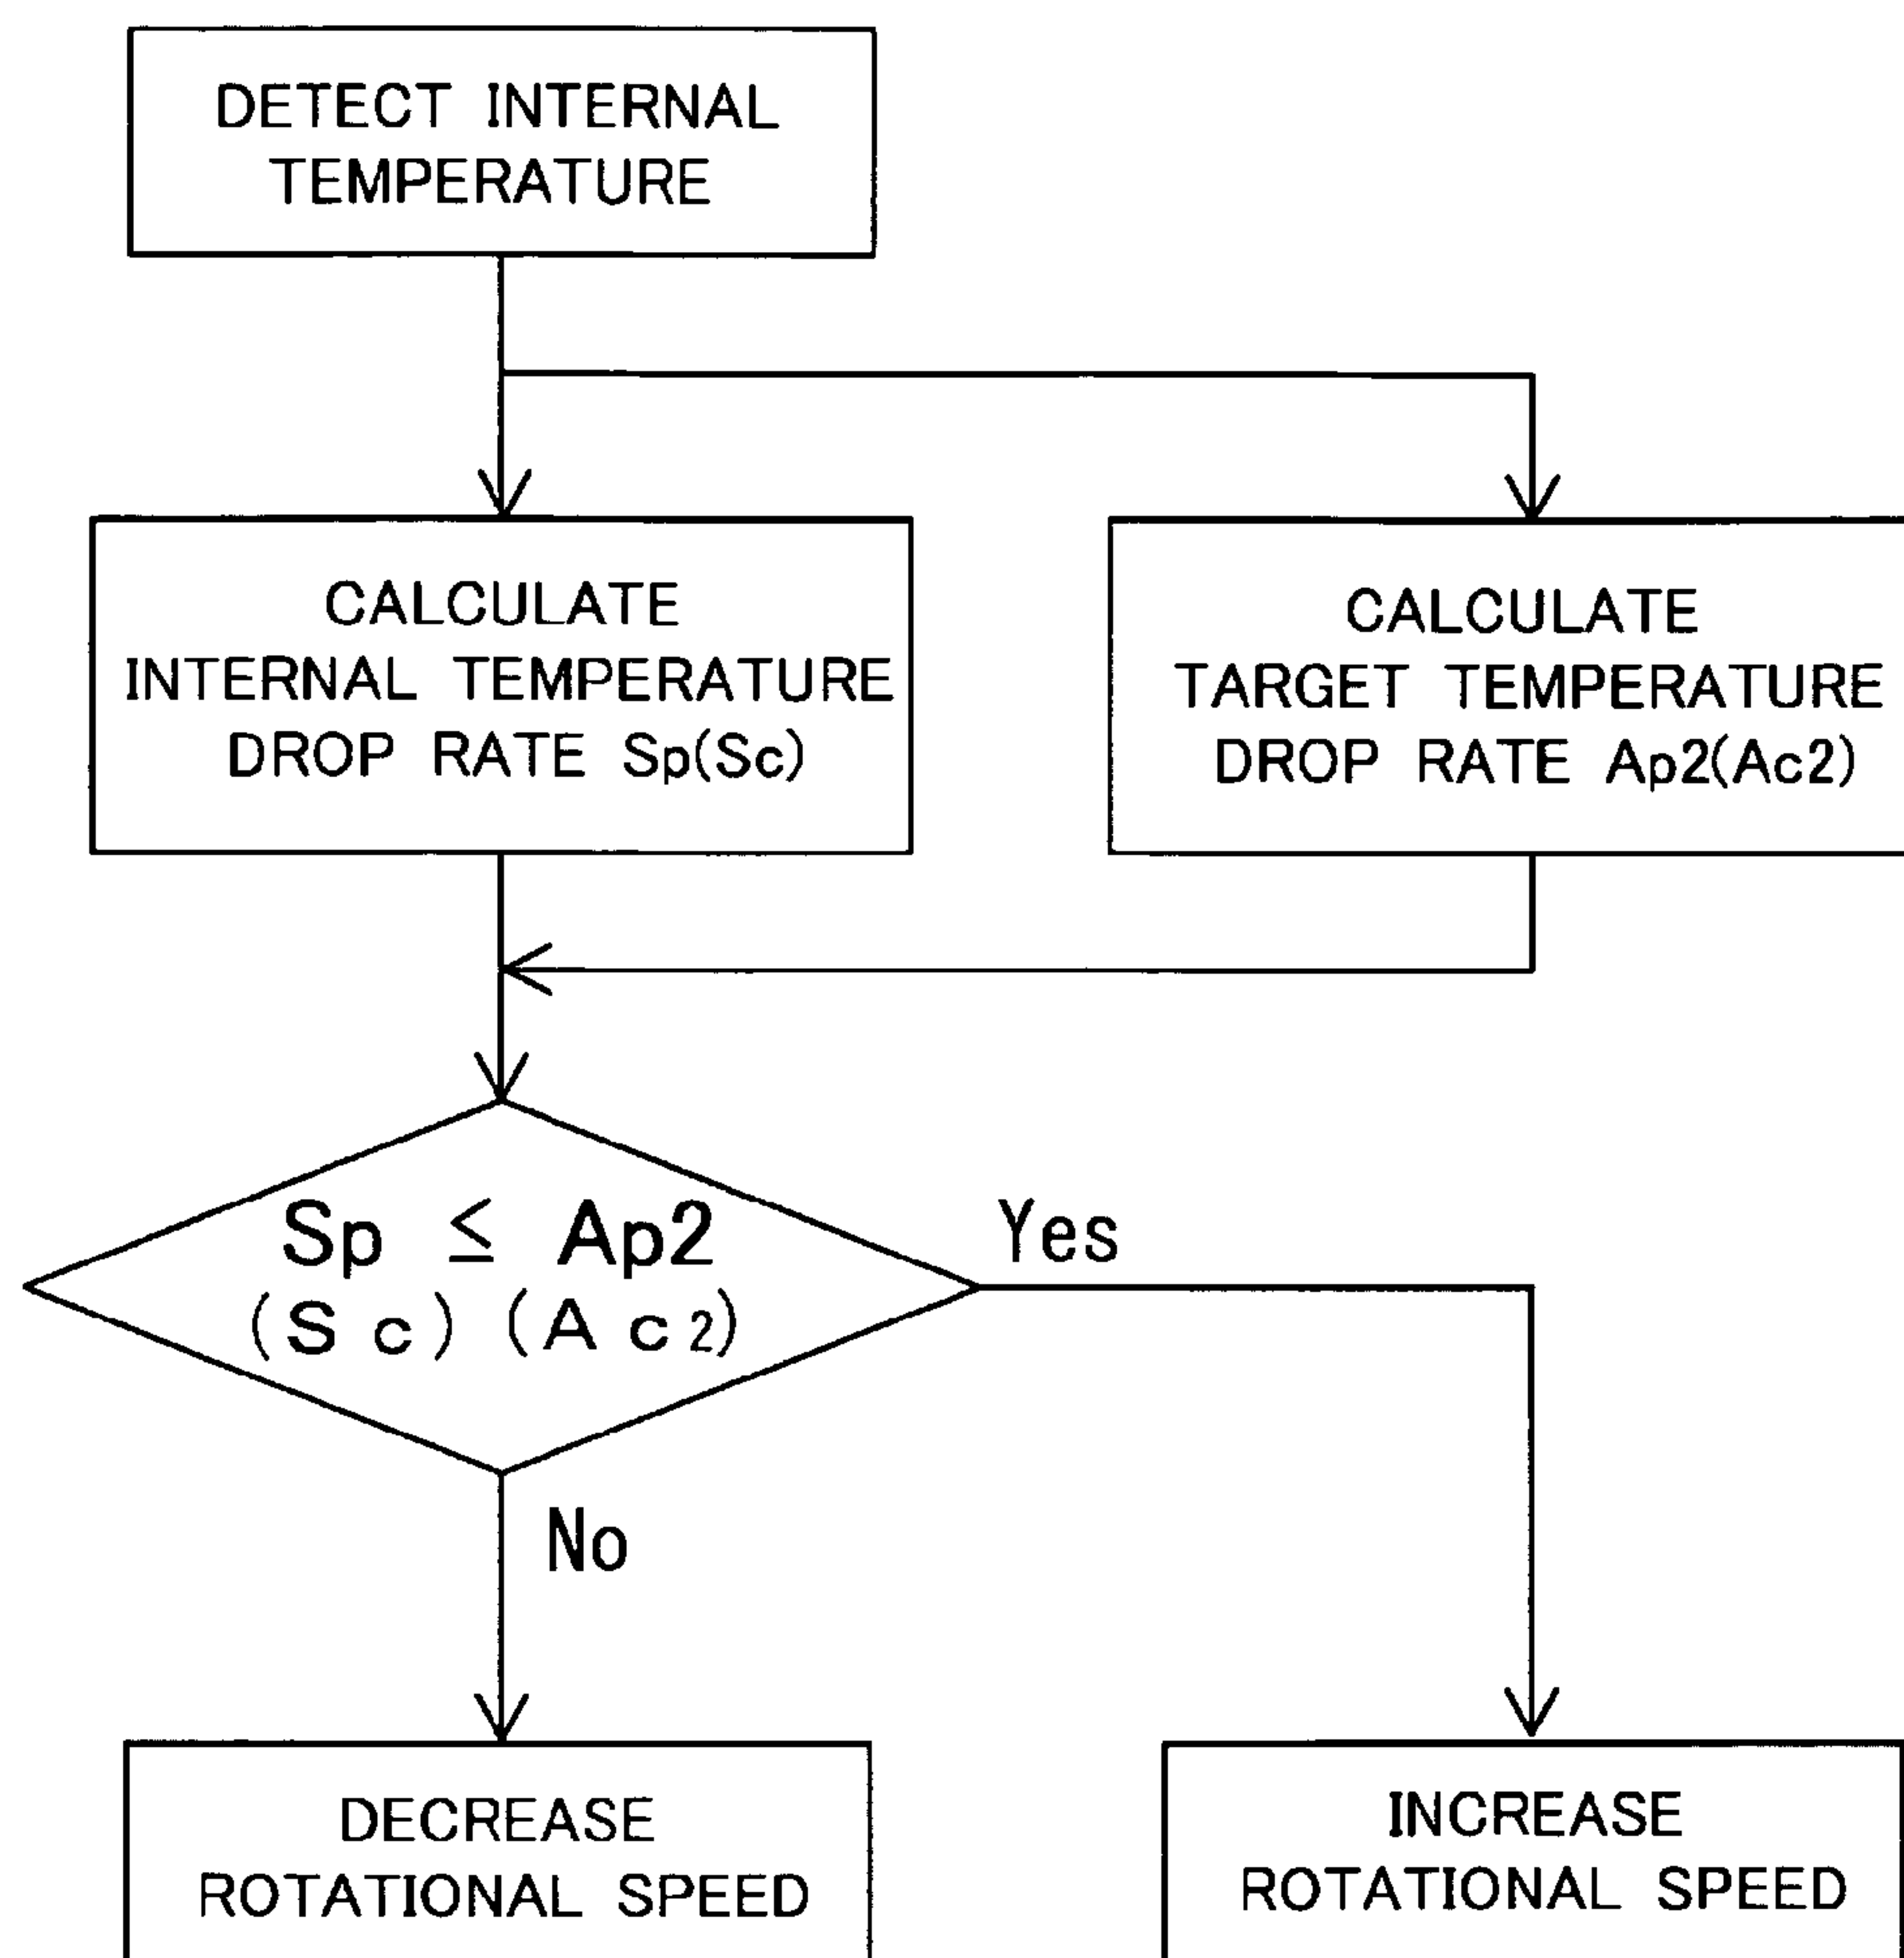 DETECT INTERNAL
TEMPERATURE
CALCULATE
INTERNAL TEMPERATURE
DROP RATE Sp(Sc)
CALCULATE
TARGET TEMPERATURE
DROP RATE Ap2(Ac2)
Sp ≤ Ap2
(Sc) (Ac2)
Yes
No
DECREASE
ROTATIONAL SPEED
INCREASE
ROTATIONAL SPEED